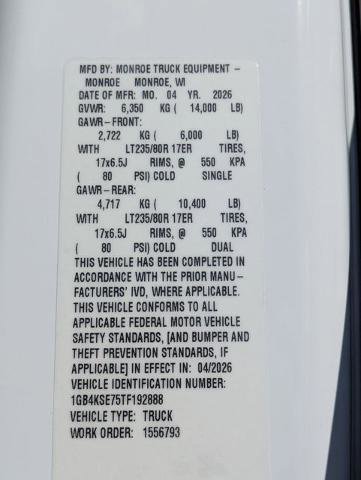 MFD BY: MONROE TRUCK EQUIPMENT –
MONROE MONROE, WI
DATE OF MFR: MO. 04 YR. 2026
GVWR: 6,350 KG ( 14,000 LB)
GAWR-FRONT:
2,722 KG ( 6,000 LB)
WITH LT235/80R 17ER TIRES,
17x6.5J RIMS, @ 550 KPA
( 80 PSI) COLD SINGLE
GAWR-REAR:
4,717 KG ( 10,400 LB)
WITH LT235/80R 17ER TIRES,
17x6.5J RIMS, @ 550 KPA
( 80 PSI) COLD DUAL
THIS VEHICLE HAS BEEN COMPLETED IN
ACCORDANCE WITH THE PRIOR MANU–
FACTURERS' IVD, WHERE APPLICABLE.
THIS VEHICLE CONFORMS TO ALL
APPLICABLE FEDERAL MOTOR VEHICLE
SAFETY STANDARDS, [AND BUMPER AND
THEFT PREVENTION STANDARDS, IF
APPLICABLE] IN EFFECT IN: 04/2026
VEHICLE IDENTIFICATION NUMBER:
1GB4KSE75TF192888
VEHICLE TYPE: TRUCK
WORK ORDER: 1556793